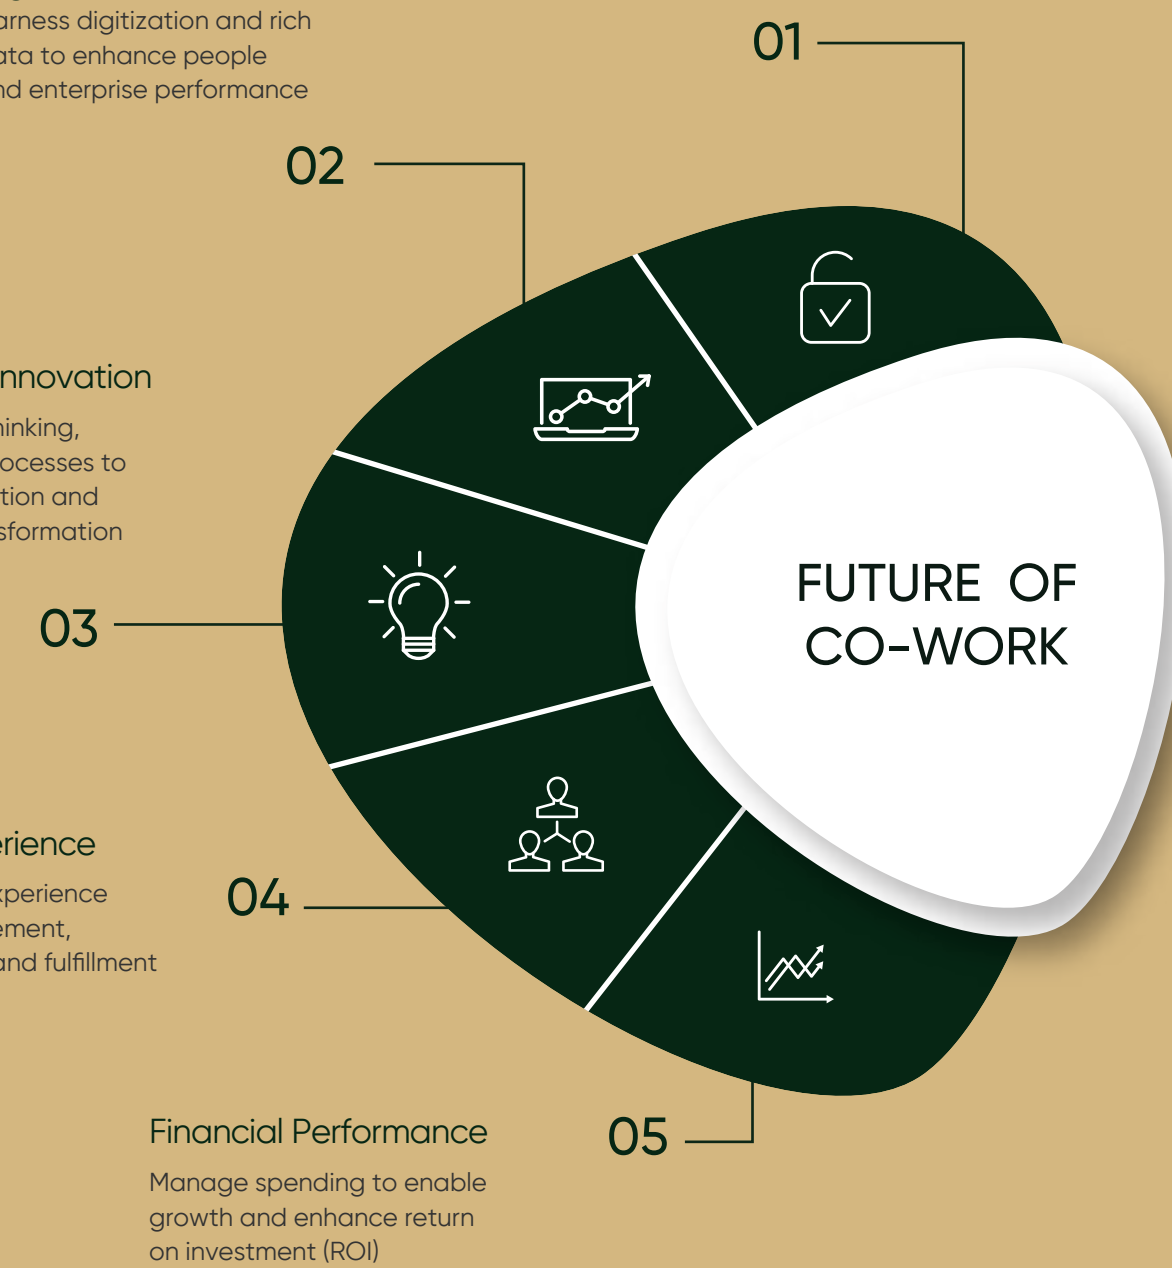 01
arness digitization and rich
ata to enhance people
nd enterprise performance
02
nnovation
hinking,
ocesses to
tion and
sformation
03
FUTURE OF
CO-WORK
erience
xperience
ement,
and fulfillment
04
Financial Performance
Manage spending to enable
growth and enhance return
on investment (ROI)
05